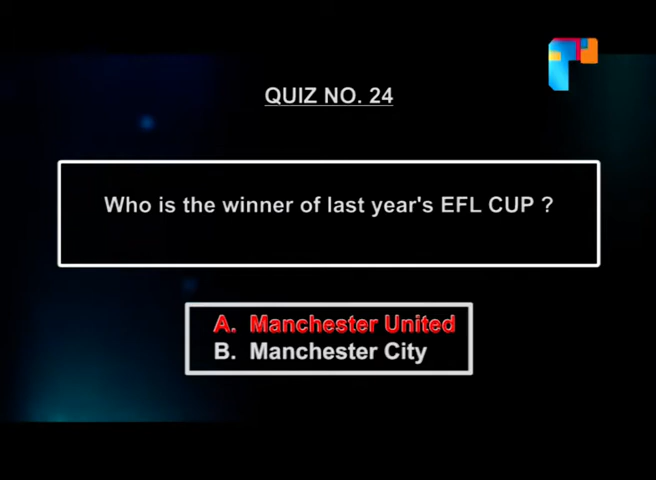 QUIZ NO. 24
Who is the winner of last year's EFL CUP ?
A. Manchester United
B. Manchester City